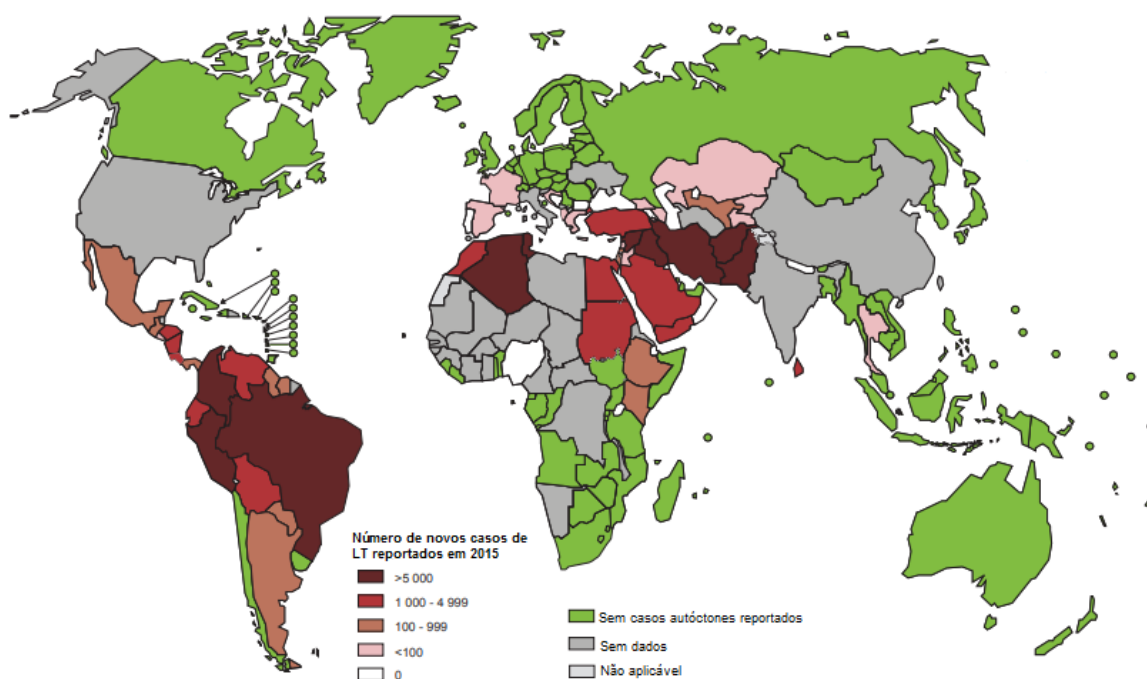 Número de novos casos de
LT reportados em 2015
>5 000
1 000 - 4 999
100 - 999
<100
0
Sem casos autóctones reportados
Sem dados
Não aplicável